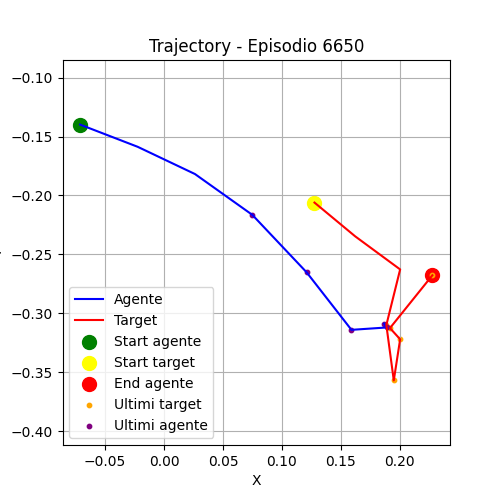 Trajectory - Episodio 6650
−0.10
−0.15
−0.20
−0.25
−0.30
−0.35
−0.40
Agente
Target
Start agente
Start target
End agente
Ultimi target
Ultimi agente
−0.05
0.00
0.05
0.10
0.15
0.20
X